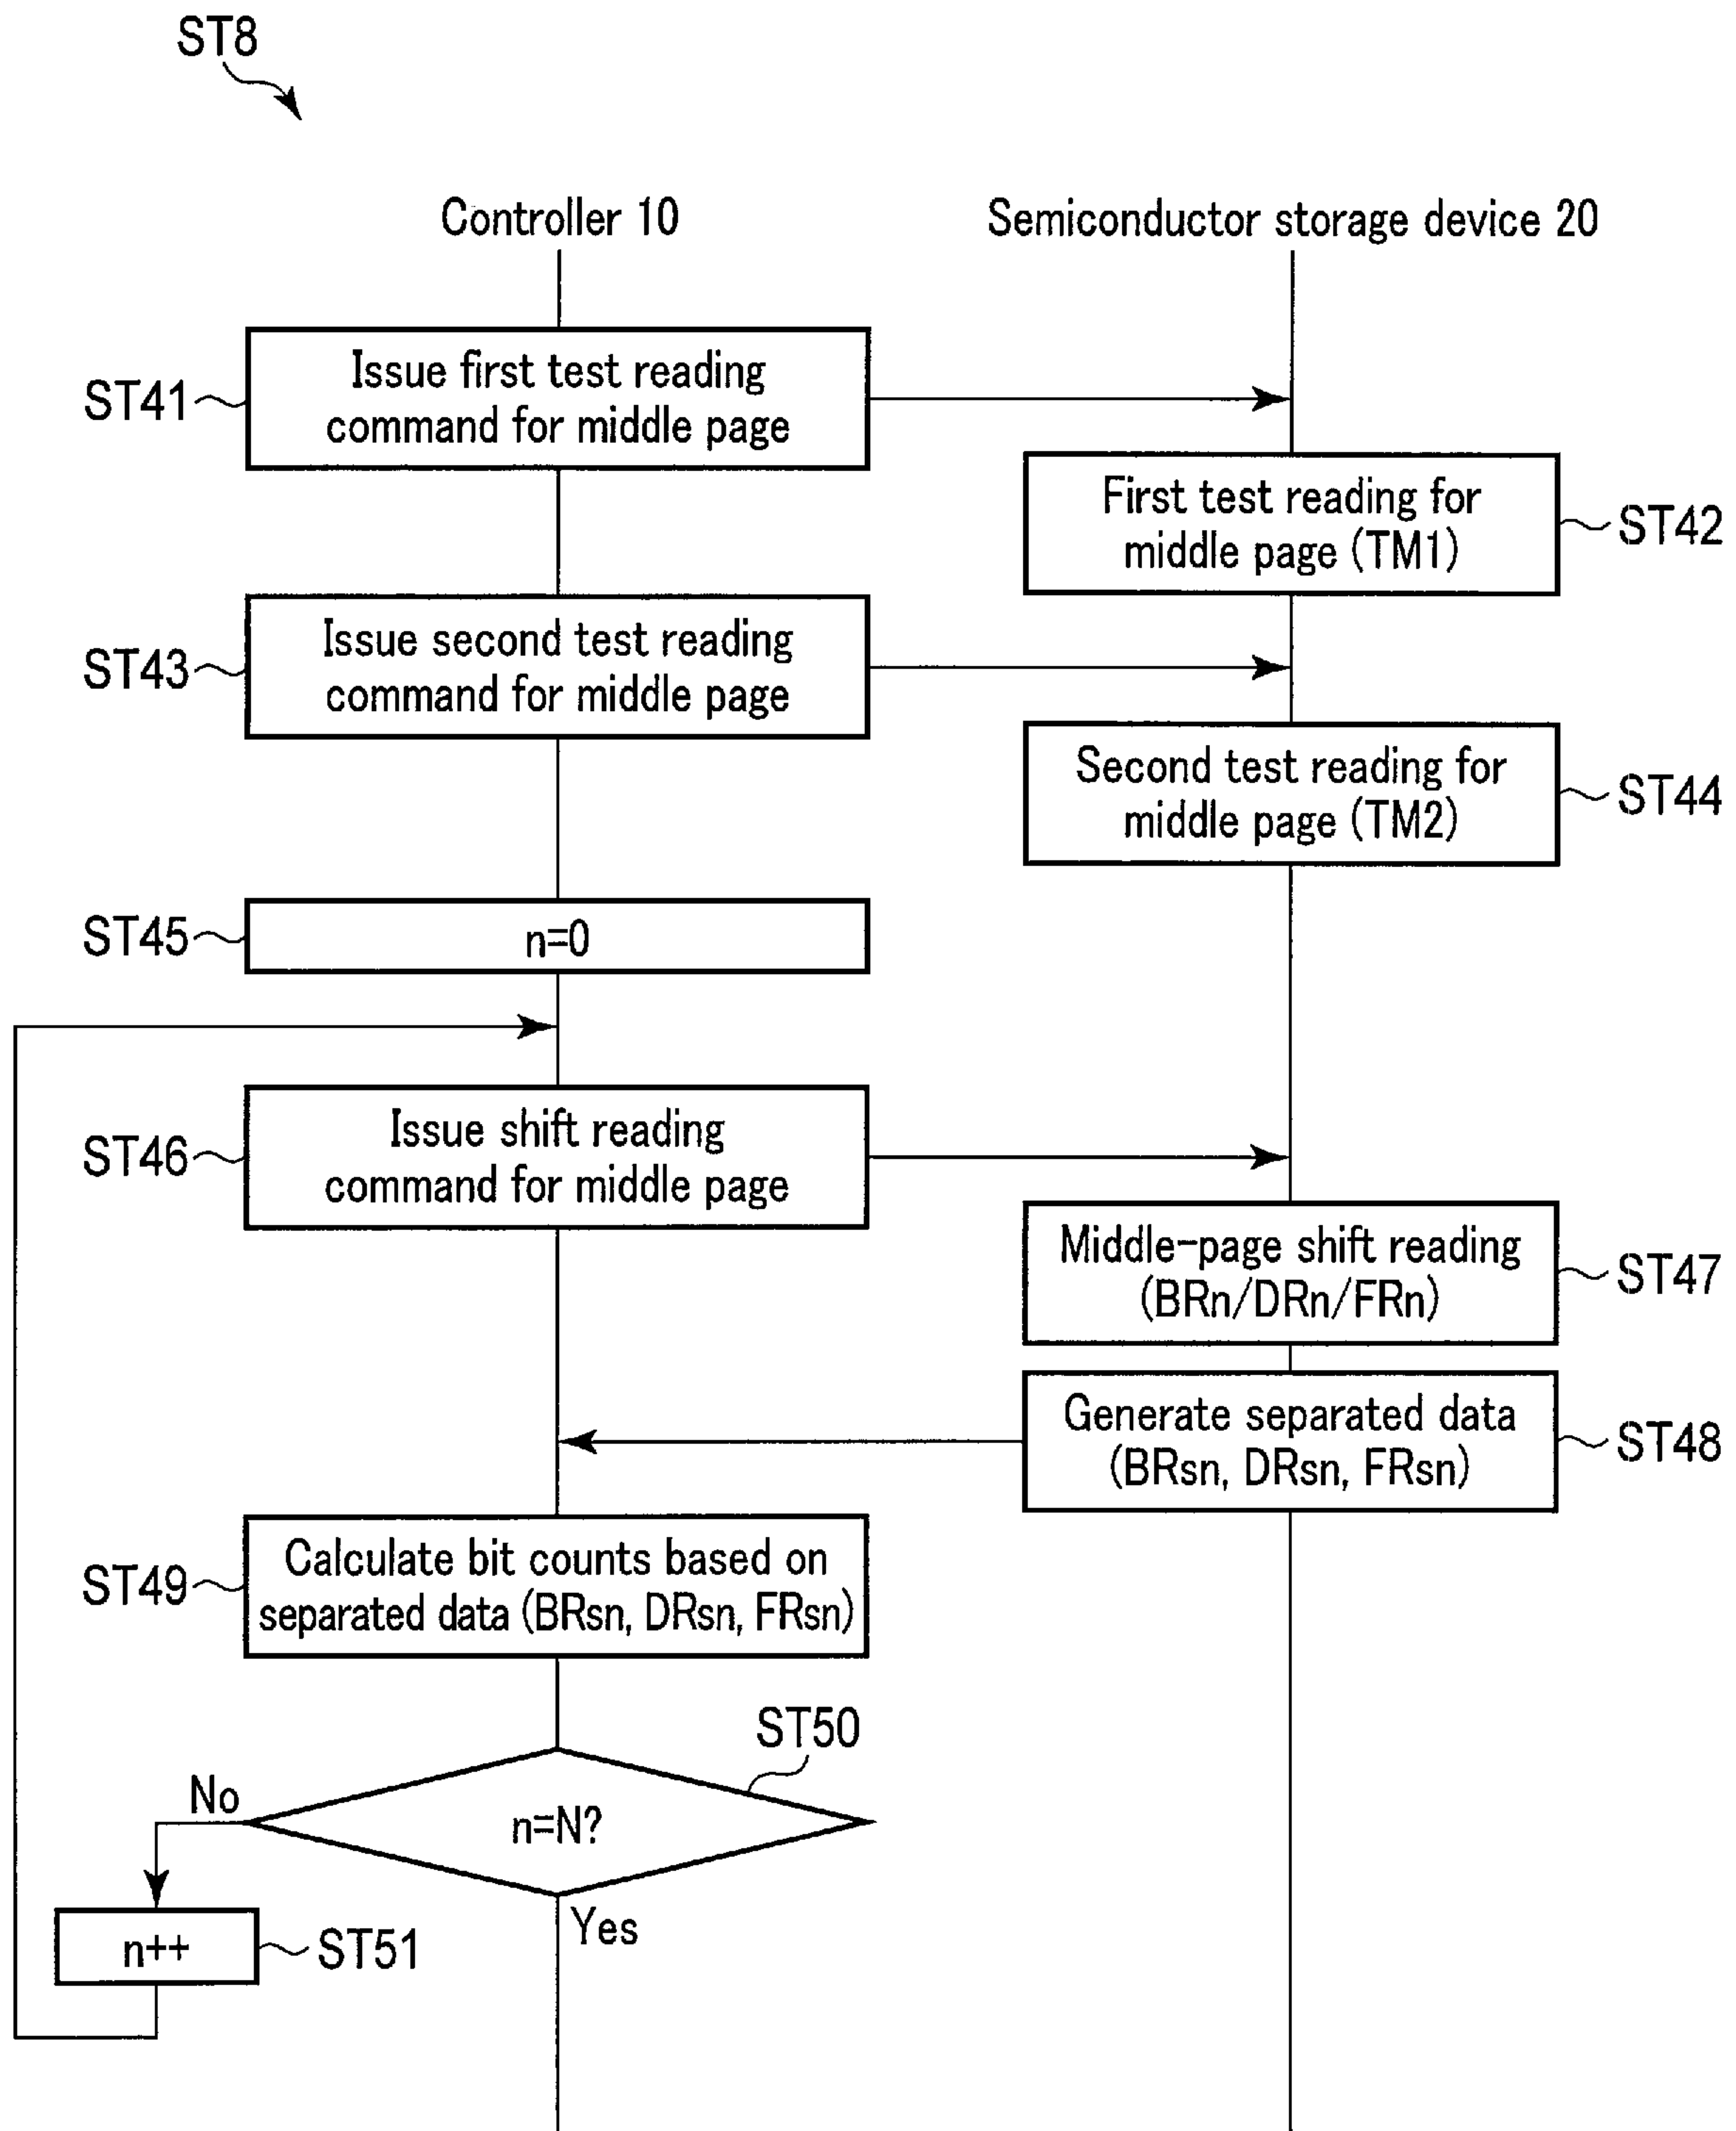 ST8
Controller 10
Semiconductor storage device 20
ST41
Issue first test reading
command for middle page
First test reading for
middle page (TM1)
ST42
ST43
Issue second test reading
command for middle page
Second test reading for
middle page (TM2)
ST44
ST45
n=0
ST46
Issue shift reading
command for middle page
Middle-page shift reading
(BRn/DRn/FRn)
ST47
Generate separated data
(BRsn, DRsn, FRsn)
ST48
ST49
Calculate bit counts based on
separated data (BRsn, DRsn, FRsn)
ST50
No
n=N?
Yes
n++
ST51